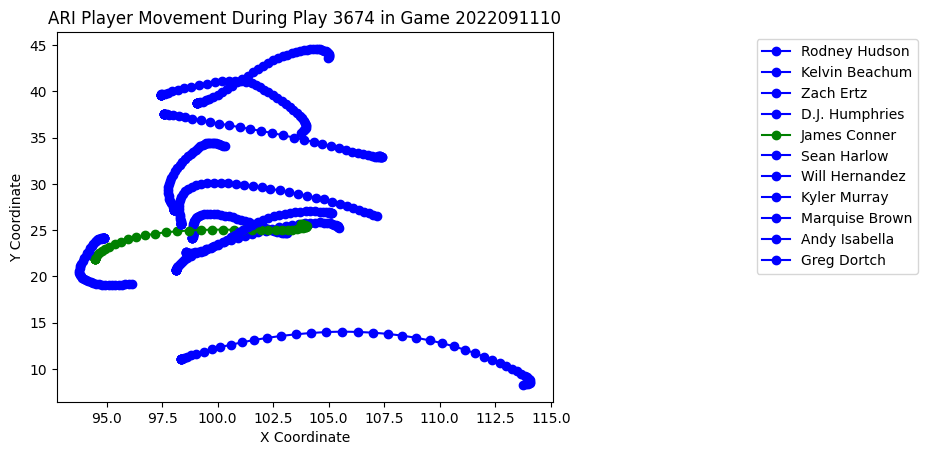 ARI Player Movement During Play 3674 in Game 2022091110
45
40
35
30
25
20
15
10
Y Coordinate
95.0 97.5 100.0 102.5 105.0 107.5 110.0 112.5 115.0
X Coordinate
Rodney Hudson
Kelvin Beachum
Zach Ertz
D.J. Humphries
James Conner
Sean Harlow
Will Hernandez
Kyler Murray
Marquise Brown
Andy Isabella
Greg Dortch